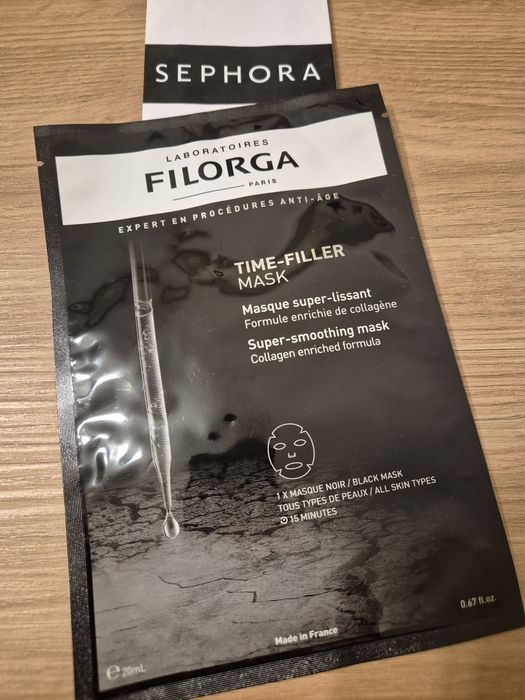 SEPHORA
LABORATOIRES
FILORGA
PARIS
EXPERT EN PROCÉDURES ANTI-ÂGE
TIME-FILLER
MASK
Masque super-lissant
Formule enrichie de collagène
Super-smoothing mask
Collagen enriched formula
1 X MASQUE NOIR / BLACK MASK
TOUS TYPES DE PEAUX / ALL SKIN TYPES
15 MINUTES
0.67 fl.oz.
Made in France
℮ 20mL